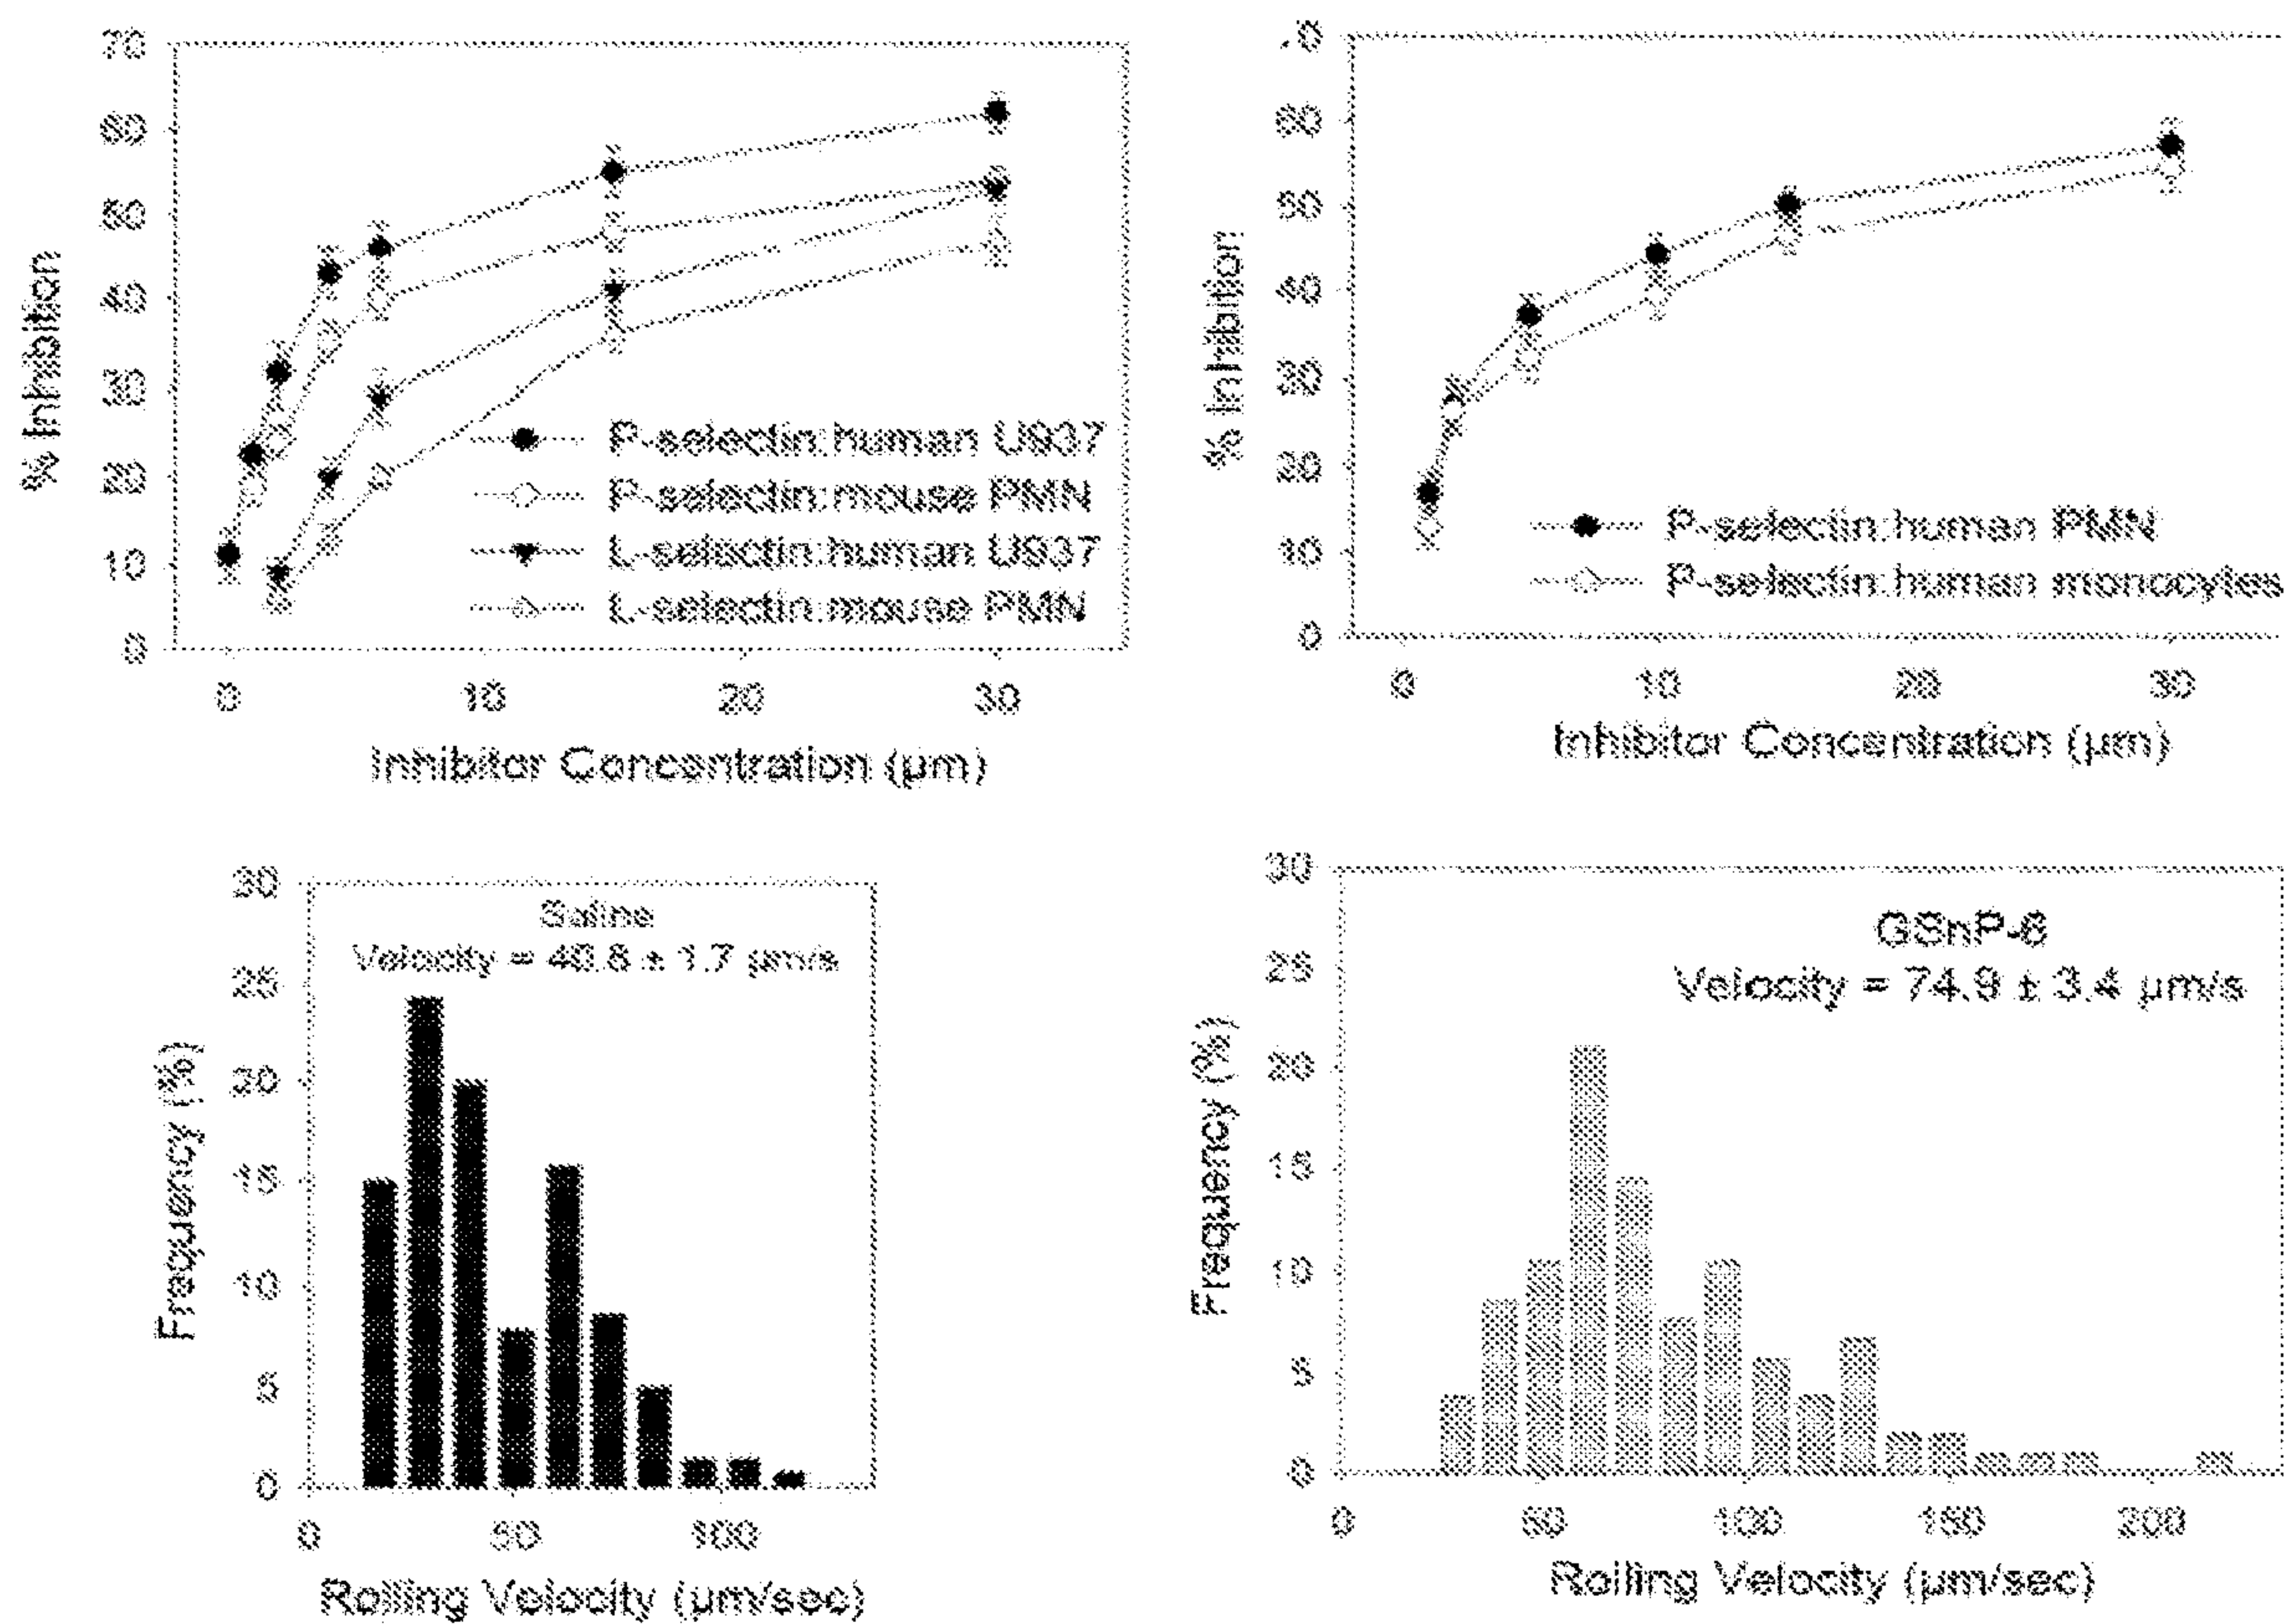 70
60
50
40
30
20
10
0
% Inhibition
P-selectin:human U937
P-selectin:mouse PMN
L-selectin:human U937
L-selectin:mouse PMN
0 10 20 30
Inhibitor Concentration (µm)
60
50
40
30
20
10
0
% Inhibition
P-selectin:human PMN
P-selectin:human monocytes
0 10 20 30
Inhibitor Concentration (µm)
30
25
20
15
10
5
0
Frequency (%)
Saline
Velocity = 40.8 ± 1.7 µm/s
0 50 100
Rolling Velocity (µm/sec)
30
25
20
15
10
5
0
Frequency (%)
GSnP-6
Velocity = 74.9 ± 3.4 µm/s
0 50 100 150 200
Rolling Velocity (µm/sec)